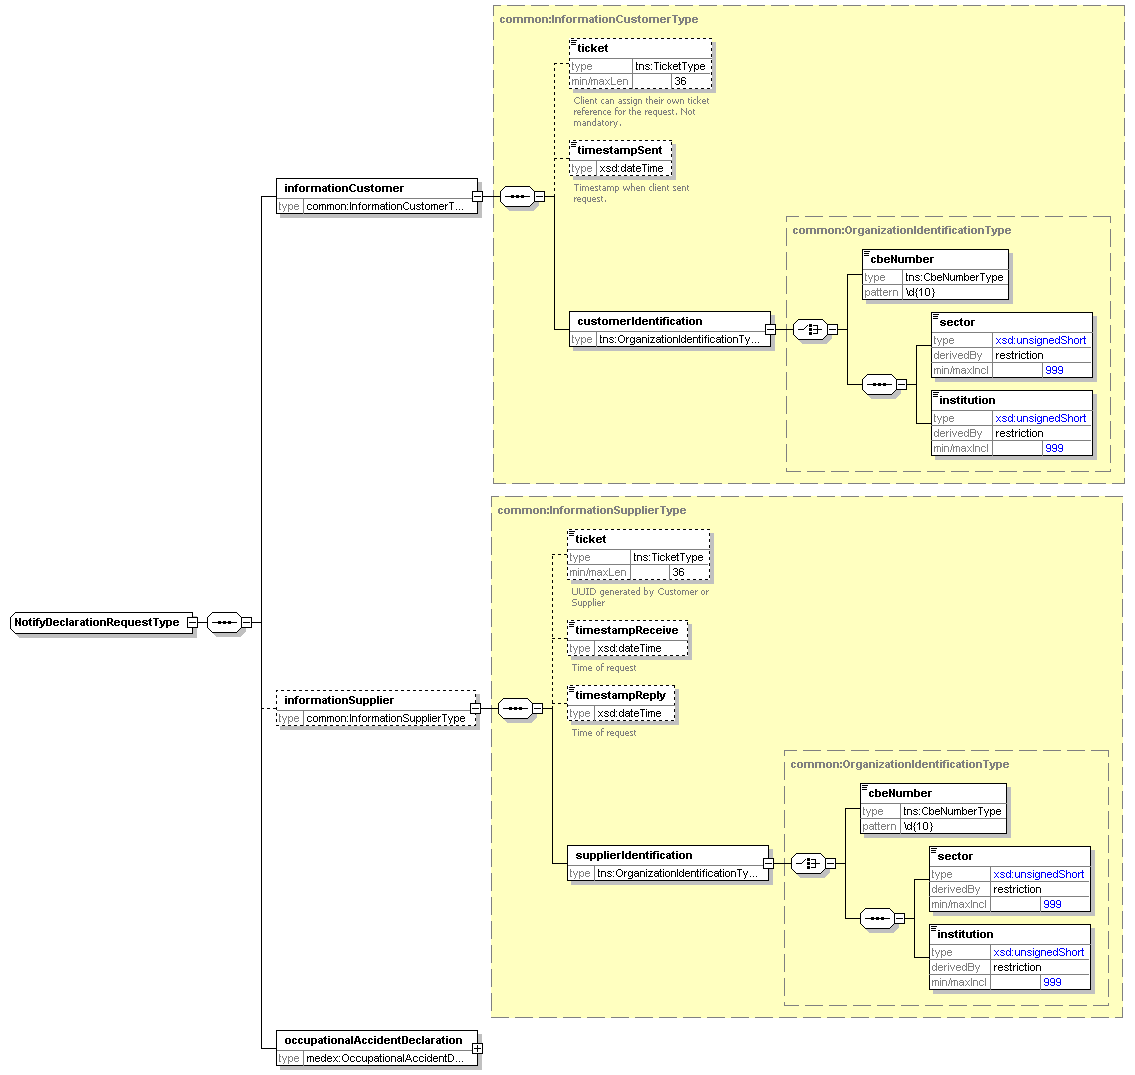 common:InformationCustomerType
ticket
type tns:TicketType
min/maxLen 36
Client can assign their own ticket
reference for the request. Not
mandatory.
timestampSent
type xsd:dateTime
Timestamp when client sent
request.
informationCustomer
type common:InformationCustomerT...
common:OrganizationIdentificationType
cbeNumber
type tns:CbeNumberType
pattern \d{10}
customerIdentification
type tns:OrganizationIdentificationTy...
sector
type xsd:unsignedShort
derivedBy restriction
min/maxIncl 999
institution
type xsd:unsignedShort
derivedBy restriction
min/maxIncl 999
common:InformationSupplierType
ticket
type tns:TicketType
min/maxLen 36
UUID generated by Customer or
Supplier
NotifyDeclarationRequestType
timestampReceive
type xsd:dateTime
Time of request
informationSupplier
type common:InformationSupplierType
timestampReply
type xsd:dateTime
Time of request
common:OrganizationIdentificationType
cbeNumber
type tns:CbeNumberType
pattern \d{10}
supplierIdentification
type tns:OrganizationIdentificationTy...
sector
type xsd:unsignedShort
derivedBy restriction
min/maxIncl 999
institution
type xsd:unsignedShort
derivedBy restriction
min/maxIncl 999
occupationalAccidentDeclaration
type medex:OccupationalAccidentD...